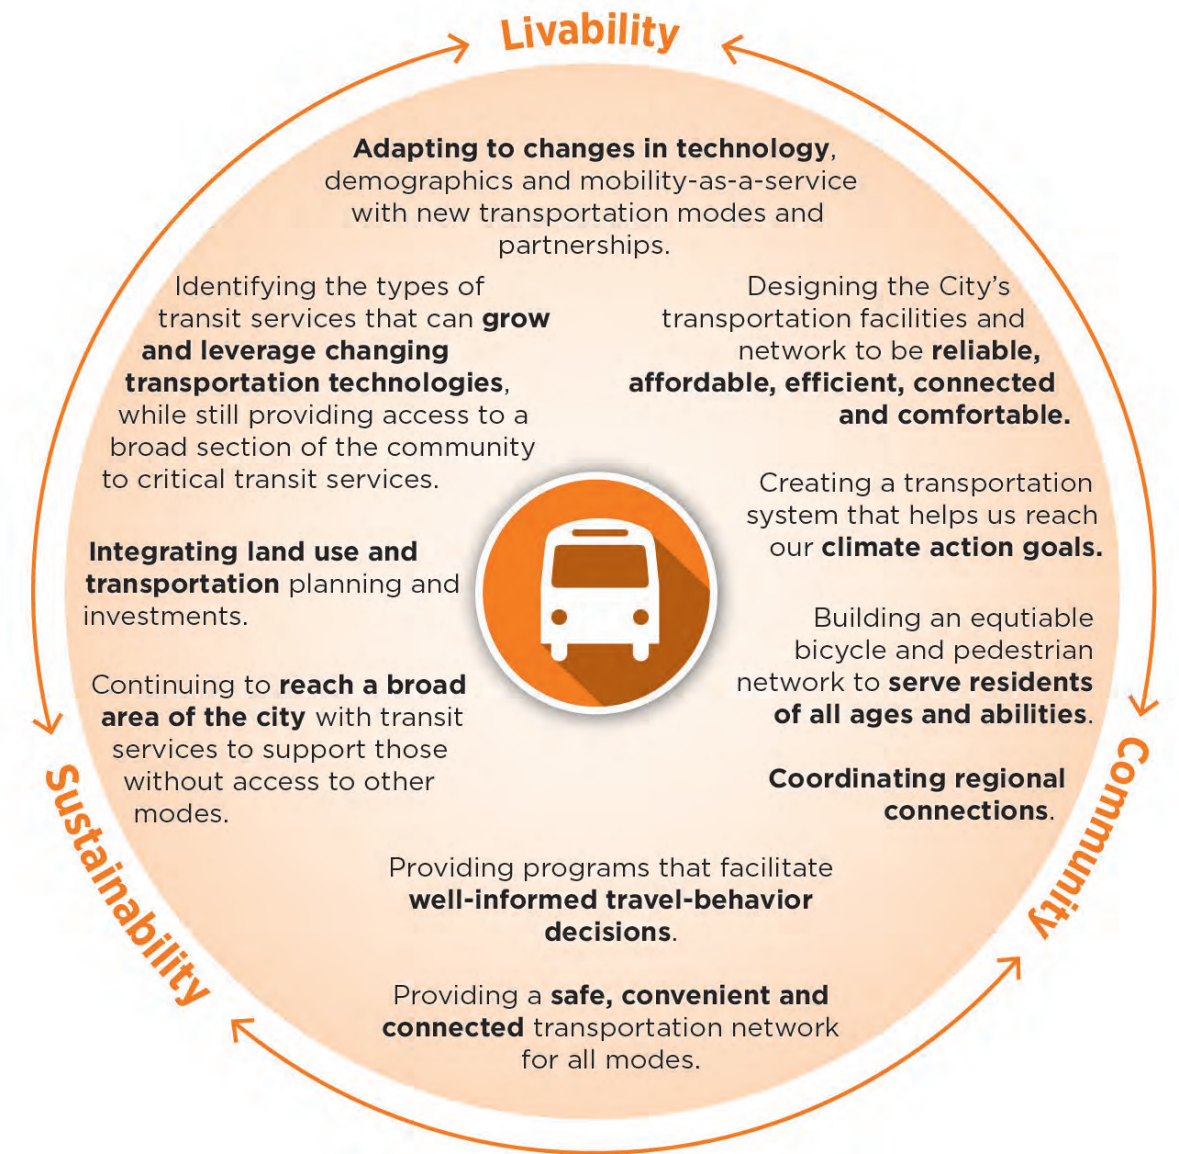 Livability
Adapting to changes in technology,
demographics and mobility-as-a-service
with new transportation modes and
partnerships.
Identifying the types of
transit services that can grow
and leverage changing
transportation technologies,
while still providing access to a
broad section of the community
to critical transit services.
Integrating land use and
transportation planning and
investments.
Continuing to reach a broad
area of the city with transit
services to support those
without access to other
modes.
Designing the City’s
transportation facilities and
network to be reliable,
affordable, efficient, connected
and comfortable.
Creating a transportation
system that helps us reach
our climate action goals.
Building an equtiable
bicycle and pedestrian
network to serve residents
of all ages and abilities.
Coordinating regional
connections.
Providing programs that facilitate
well-informed travel-behavior
decisions.
Providing a safe, convenient and
connected transportation network
for all modes.
Sustainability
Community